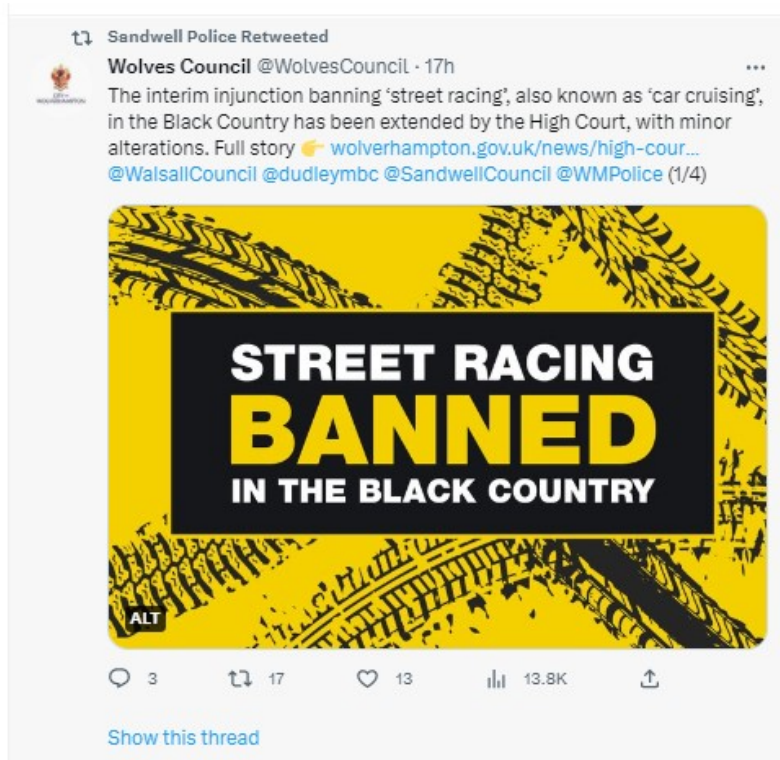 Sandwell Police Retweeted
Wolves Council @WolvesCouncil · 17h
The interim injunction banning ‘street racing’, also known as ‘car cruising’,
in the Black Country has been extended by the High Court, with minor
alterations. Full story 👉 wolverhampton.gov.uk/news/high-cour...
@WalsallCouncil @dudleymbc @SandwellCouncil @WMPolice (1/4)
STREET RACING
BANNED
IN THE BLACK COUNTRY
ALT
3 17 13 13.8K
Show this thread